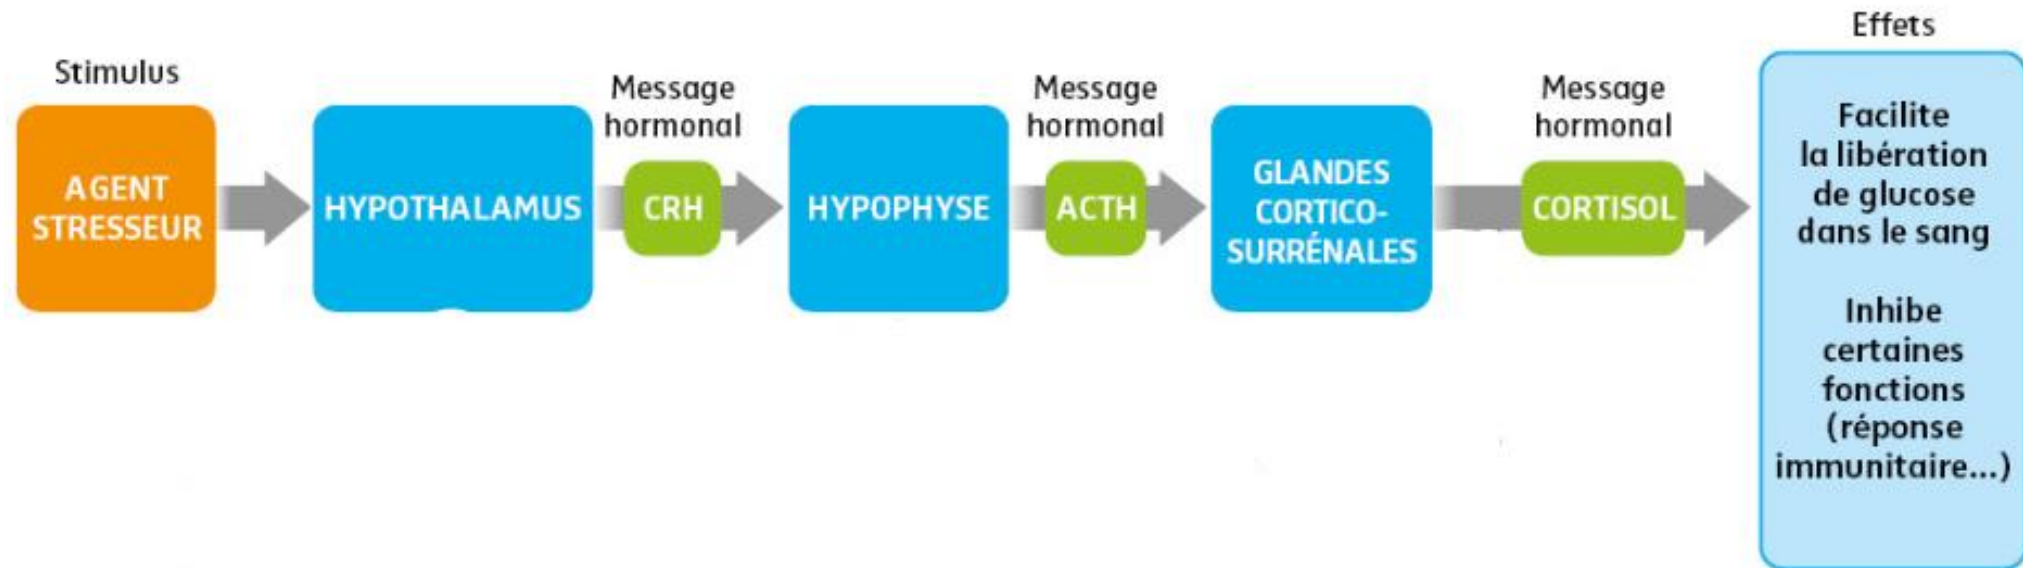 Stimulus
AGENT
STRESSEUR
HYPOTHALAMUS
Message
hormonal
CRH
HYPOPHYSE
Message
hormonal
ACTH
GLANDES
CORTICO-
SURRÉNALES
Message
hormonal
CORTISOL
Effets
Facilite
la libération
de glucose
dans le sang
Inhibe
certaines
fonctions
(réponse
immunitaire...)